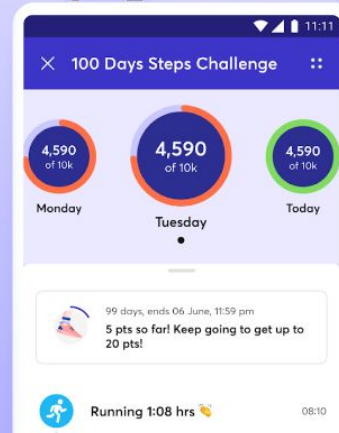 11:11
100 Days Steps Challenge
4,590
of 10k
Monday
4,590
of 10k
Tuesday
4,590
of 10k
Today
99 days, ends 06 June, 11:59 pm
5 pts so far! Keep going to get up to
20 pts!
Running 1:08 hrs 👏
08:10